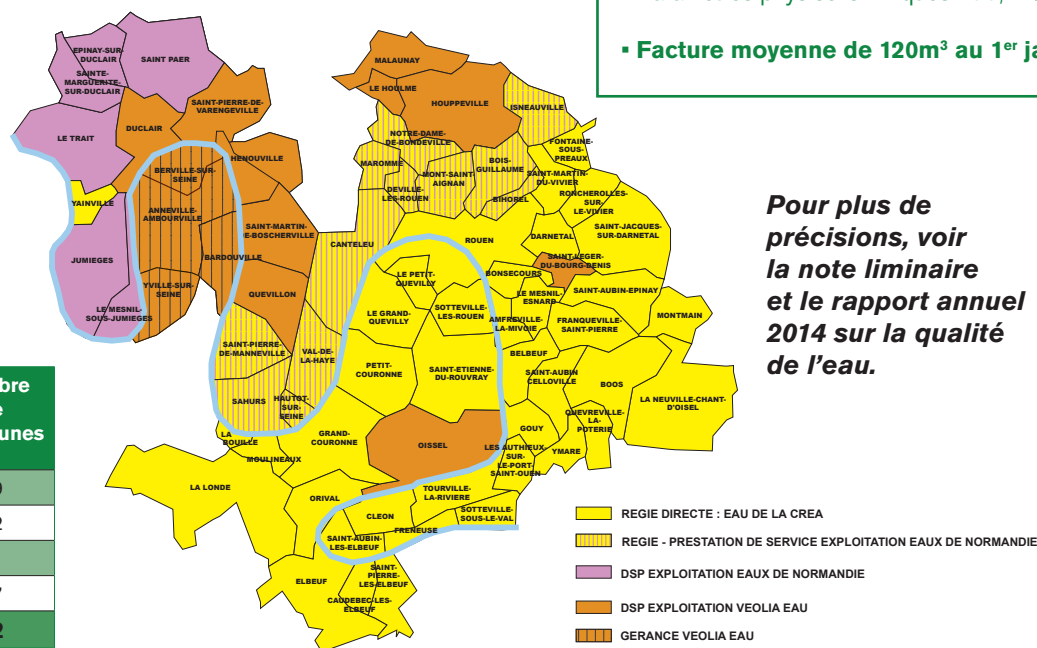 ▪ Facture moyenne de 120m³ au 1er ja
EPINAY-SUR-
DUCLAIR
SAINT PAER
SAINTE-
MARGUERITE-
SUR-DUCLAIR
SAINT-PIERRE-DE-
VARENGEVILLE
LE TRAIT
DUCLAIR
HENOUVILLE
BERVILLE-SUR-
SEINE
YAINVILLE
ANNEVILLE-
AMBOURVILLE
SAINT-MARTIN
DE-BOSCHERVILLE
JUMIEGES
BARDOUVILLE
YVILLE-SUR-
SEINE
QUEVILLON
LE MESNIL-
SOUS-JUMIEGES
SAINT-PIERRE-
DE-MANNEVILLE
VAL-DE-
LA-HAYE
SAHURS
HAUTOT-
SUR-
SEINE
MALAUNAY
LE HOULME
HOUPPEVILLE
ISNEAUVILLE
NOTRE-DAME-
DE-BONDEVILLE
FONTAINE-
SOUS-
PREAUX
MAROMME
MONT-SAINT-
AIGNAN
BOIS-
GUILLAUME
SAINT-MARTIN-
DU-VIVIER
DEVILLE-
LES-ROUEN
BIHOREL
RONCHEROLLES-
SUR-
LE-VIVIER
CANTELEU
ROUEN
DARNETAL
SAINT-JACQUES-
SUR-DARNETAL
SAINT-LEGER-
DU-BOURG-DENIS
LE PETIT-
QUEVILLY
BONSECOURS
SAINT-AUBIN-EPINAY
LE GRAND-
QUEVILLY
SOTTEVILLE-
LES-ROUEN
LE MESNIL-
ESNARD
AMFREVILLE-
LA-MIVOIE
FRANQUEVILLE-
SAINT-PIERRE
MONTMAIN
BELBEUF
PETIT-
COURONNE
SAINT-ETIENNE-
DU-ROUVRAY
SAINT-AUBIN
CELLOVILLE
BOOS
LA NEUVILLE-CHANT-
D'OISEL
GRAND-
COURONNE
OISSEL
GOUY
QUEVREVILLE-
LA-
POTERIE
LA
BOUILLE
MOULINEAUX
LES AUTHIEUX-
SUR-
LE-PORT-
SAINT-OUEN
YMARE
LA LONDE
ORIVAL
TOURVILLE-
LA-RIVIERE
CLEON
SOTTEVILLE-
SOUS-LE-VAL
FRENEUSE
SAINT-AUBIN-
LES-ELBEUF
ELBEUF
SAINT-
PIERRE-
LES-ELBEUF
CAUDEBEC-LES-
ELBEUF
Pour plus de
précisions, voir
la note liminaire
et le rapport annuel
2014 sur la qualité
de l'eau.
REGIE DIRECTE : EAU DE LA CREA
REGIE - PRESTATION DE SERVICE EXPLOITATION EAUX DE NORMANDIE
DSP EXPLOITATION EAUX DE NORMANDIE
DSP EXPLOITATION VEOLIA EAU
GERANCE VEOLIA EAU
bre
e
unes
2
2